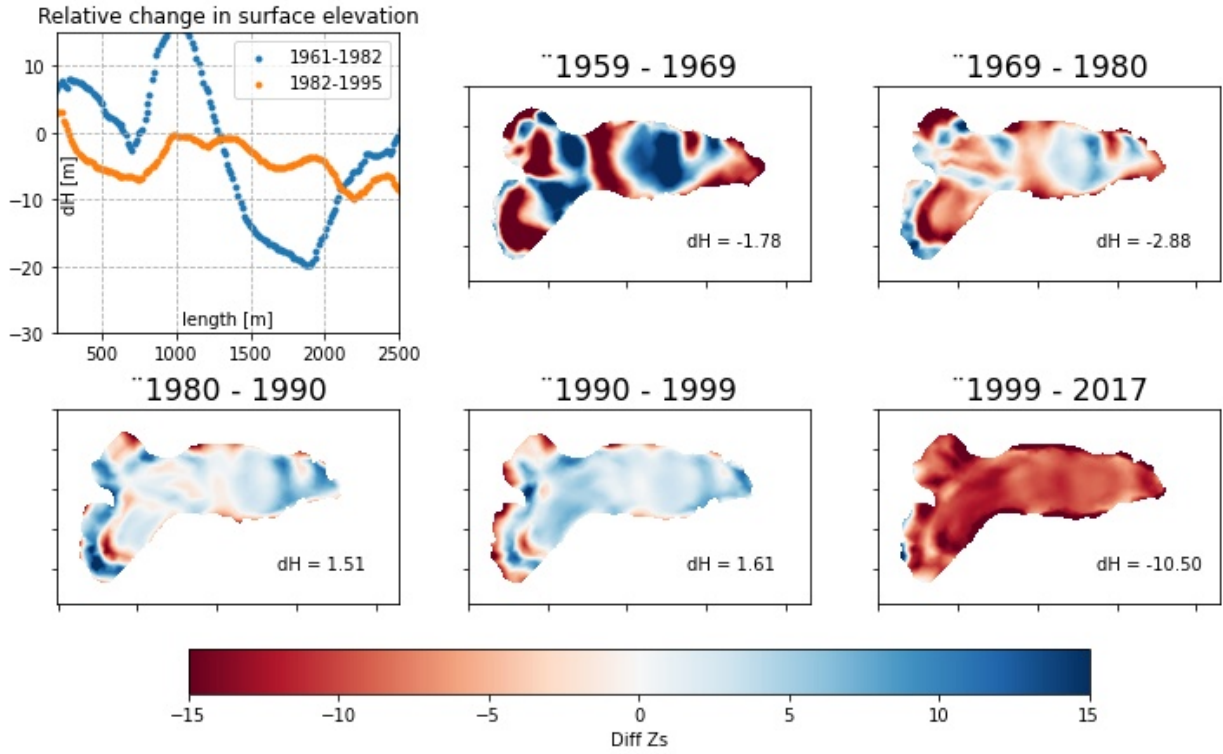 Relative change in surface elevation
10
0
−10
−20
−30
dH [m]
1961-1982
1982-1995
length [m]
500 1000 1500 2000 2500
¨1959 - 1969
dH = -1.78
¨1969 - 1980
dH = -2.88
¨1980 - 1990
dH = 1.51
¨1990 - 1999
dH = 1.61
¨1999 - 2017
dH = -10.50
−15 −10 −5 0 5 10 15
Diff Zs